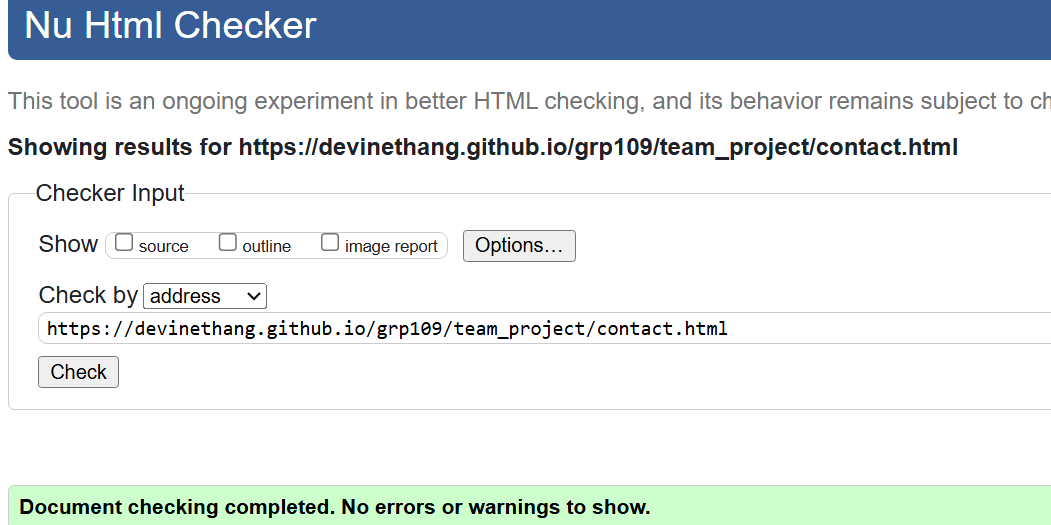 Nu Html Checker
This tool is an ongoing experiment in better HTML checking, and its behavior remains subject to
Showing results for https://devinethang.github.io/grp109/team_project/contact.html
Checker Input
Show source outline image report Options…
Check by address
https://devinethang.github.io/grp109/team_project/contact.html
Check
Document checking completed. No errors or warnings to show.